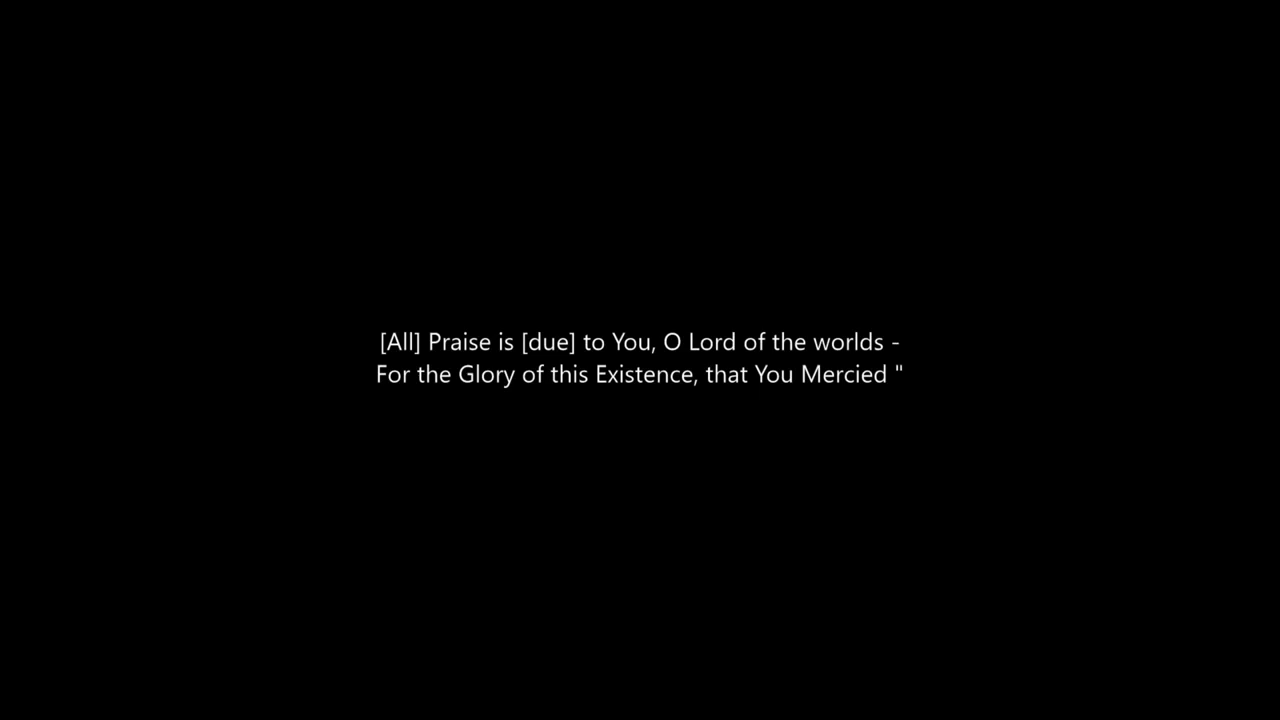 [All] Praise is [due] to You, O Lord of the worlds -
For the Glory of this Existence, that You Mercied "